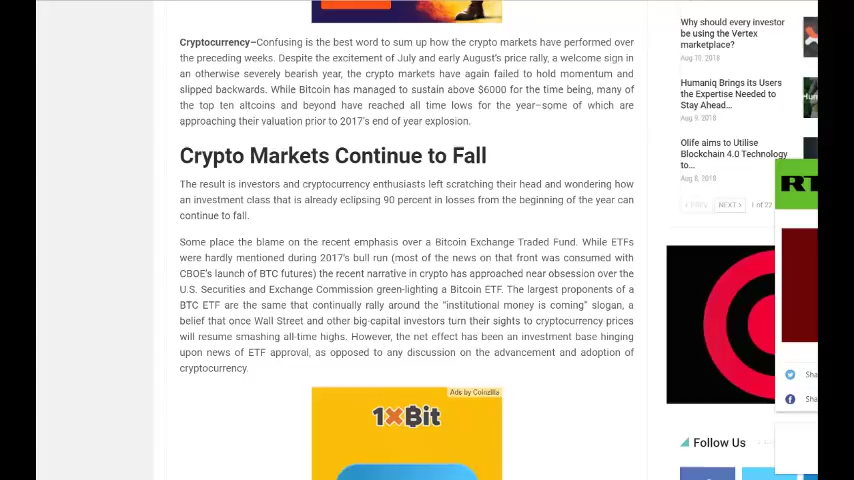 Cryptocurrency–Confusing is the best word to sum up how the crypto markets have performed over
the preceding weeks. Despite the excitement of July and early August's price rally, a welcome sign in
an otherwise severely bearish year, the crypto markets have again failed to hold momentum and
slipped backwards. While Bitcoin has managed to sustain above $6000 for the time being, many of
the top ten altcoins and beyond have reached all time lows for the year–some of which are
approaching their valuation prior to 2017's end of year explosion.
Crypto Markets Continue to Fall
The result is investors and cryptocurrency enthusiasts left scratching their head and wondering how
an investment class that is already eclipsing 90 percent in losses from the beginning of the year can
continue to fall.
Some place the blame on the recent emphasis over a Bitcoin Exchange Traded Fund. While ETFs
were hardly mentioned during 2017's bull run (most of the news on that front was consumed with
CBOE's launch of BTC futures) the recent narrative in crypto has approached near obsession over the
U.S. Securities and Exchange Commission green-lighting a Bitcoin ETF. The largest proponents of a
BTC ETF are the same that continually rally around the “institutional money is coming” slogan, a
belief that once Wall Street and other big-capital investors turn their sights to cryptocurrency prices
will resume smashing all-time highs. However, the net effect has been an investment base hinging
upon news of ETF approval, as opposed to any discussion on the advancement and adoption of
cryptocurrency.
Ads by Coinzilla
1xBit
Why should every investor
be using the Vertex
marketplace?
Aug 10, 2018
Humaniq Brings its Users
the Expertise Needed to
Stay Ahead...
Aug 9, 2018
Olife aims to Utilise
Blockchain 4.0 Technology
to...
Aug 8, 2018
‹ PREV NEXT › 1 of 22
RT
Sha
Sha
Follow Us